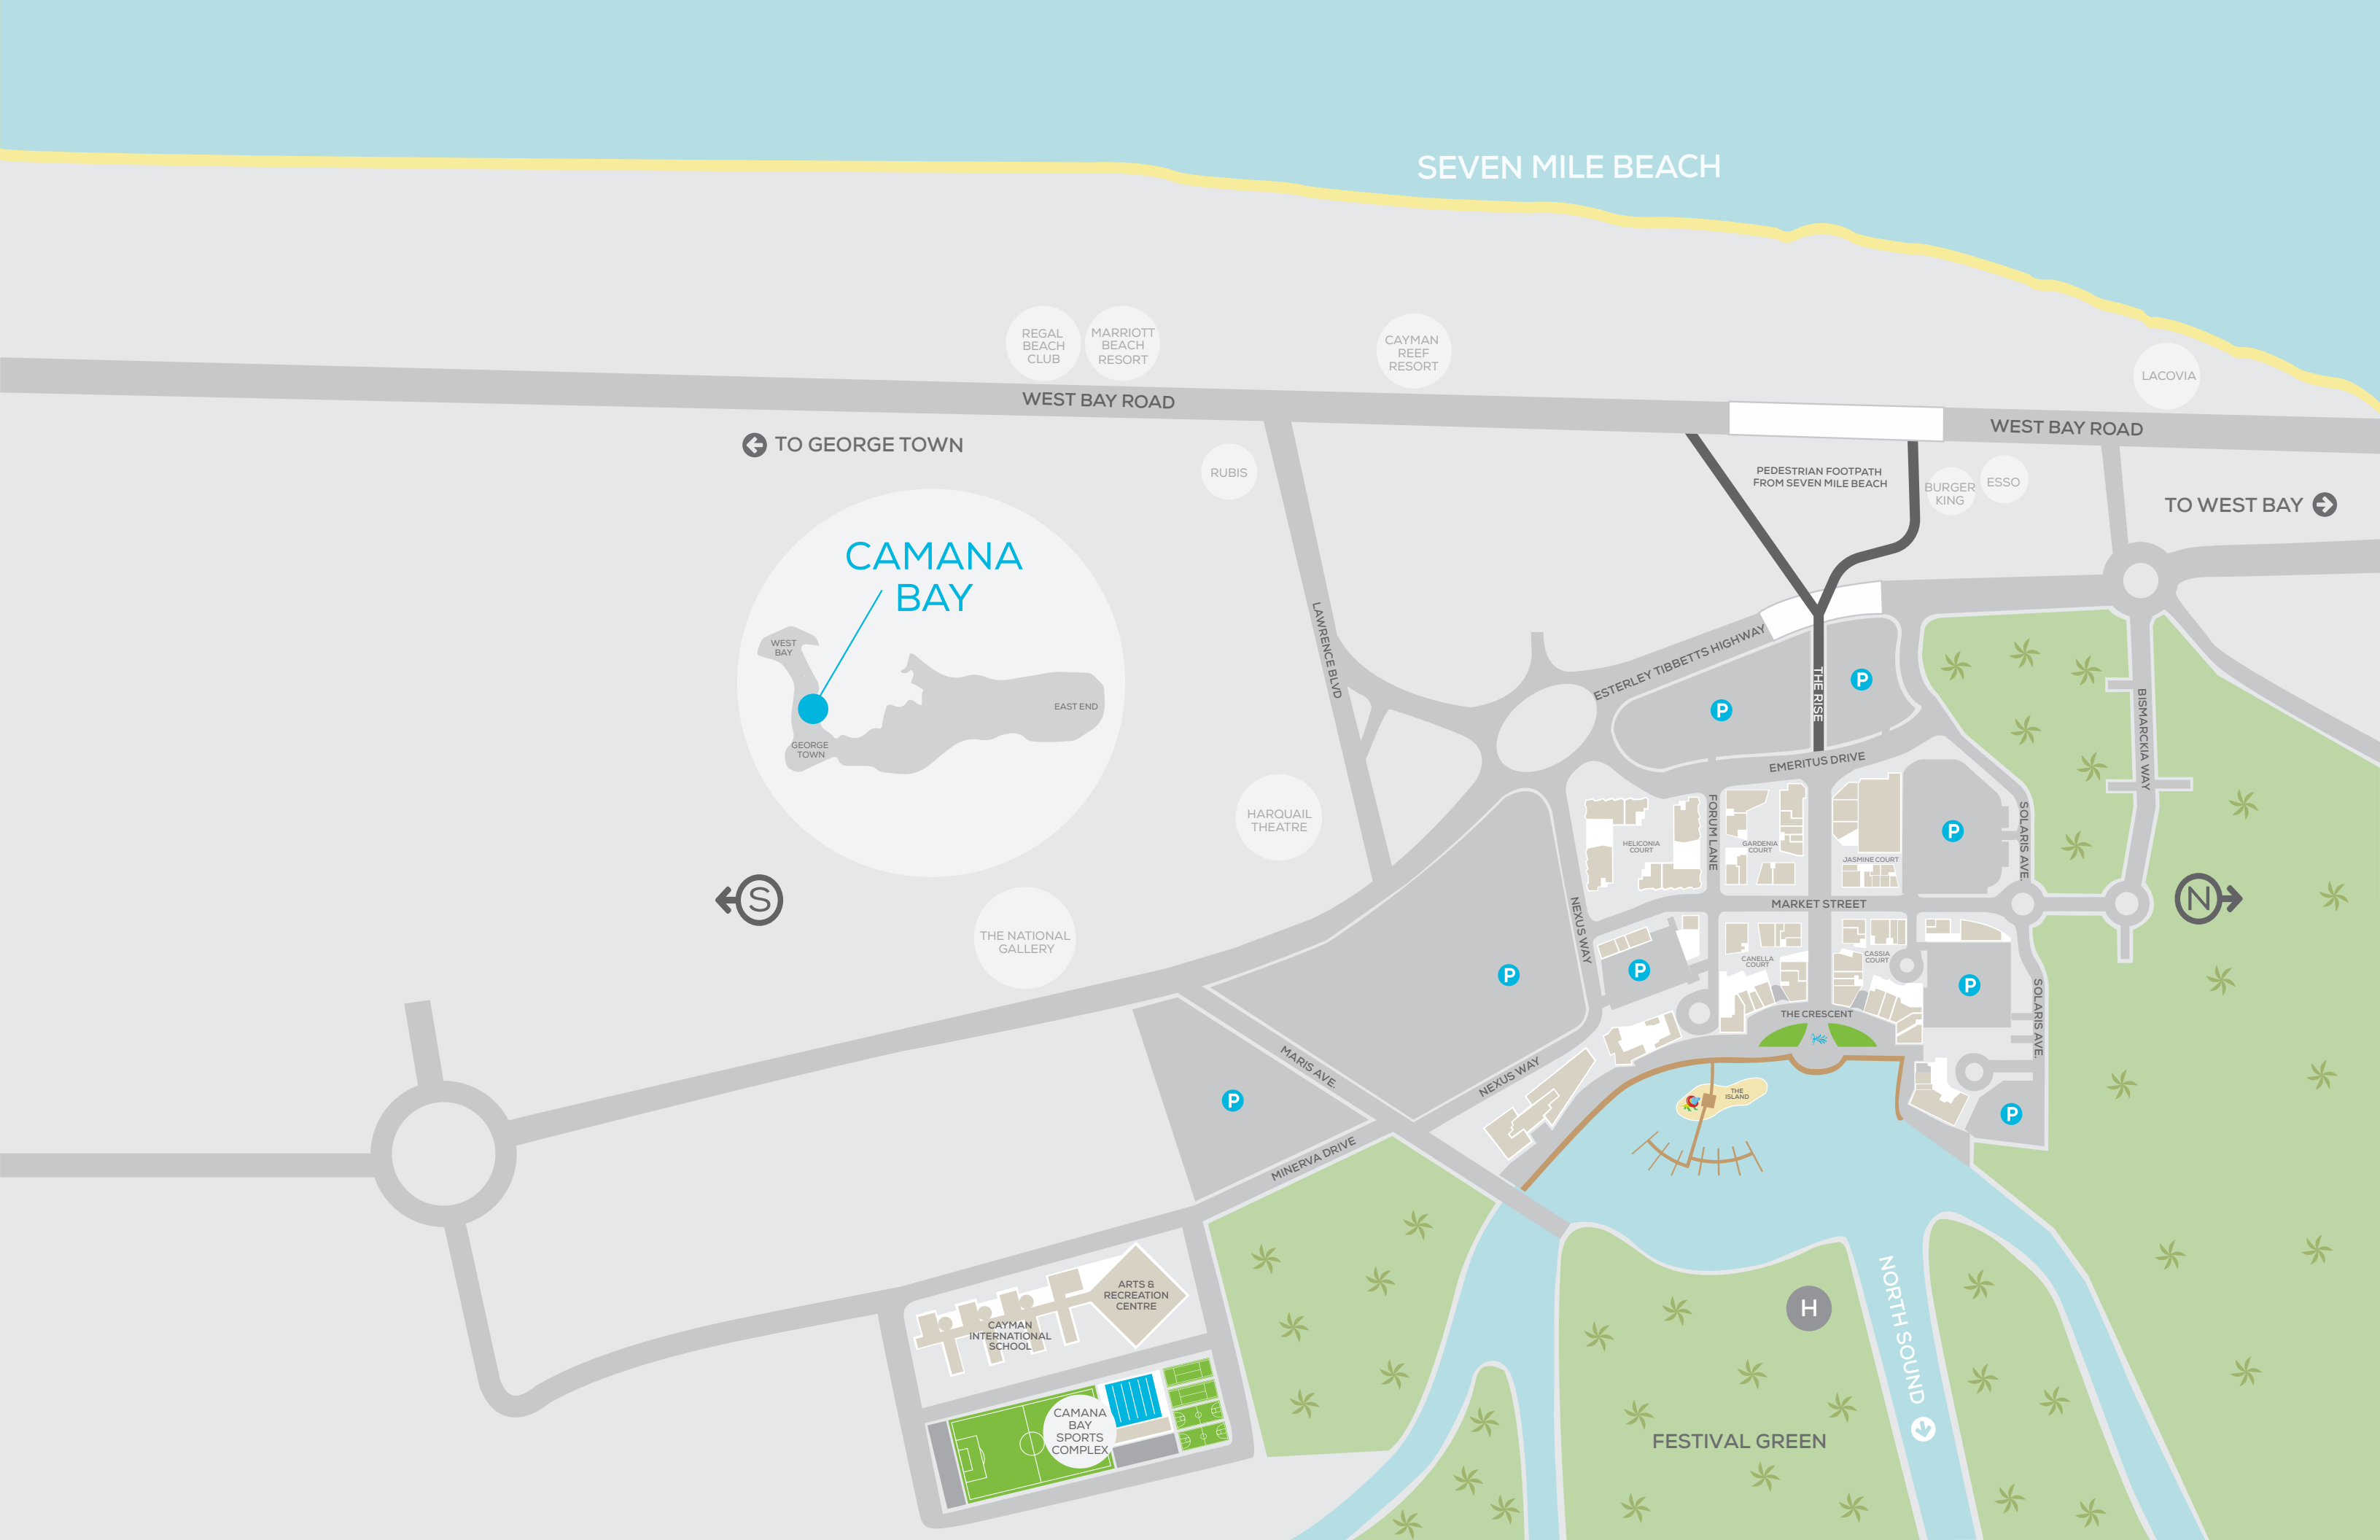 SEVEN MILE BEACH
REGAL
BEACH
CLUB
MARRIOTT
BEACH
RESORT
CAYMAN
REEF
RESORT
LACOVIA
WEST BAY ROAD
WEST BAY ROAD
TO GEORGE TOWN
RUBIS
PEDESTRIAN FOOTPATH
FROM SEVEN MILE BEACH
BURGER
KING
ESSO
TO WEST BAY
CAMANA
BAY
WEST
BAY
EAST END
GEORGE
TOWN
LAWRENCE BLVD
ESTERLEY TIBBETTS HIGHWAY
THE RISE
P
P
BISMARCKIA WAY
EMERITUS DRIVE
HARQUAIL
THEATRE
FORUM LANE
HELICONIA
COURT
GARDENIA
COURT
JASMINE COURT
P
SOLARIS AVE.
S
N
MARKET STREET
THE NATIONAL
GALLERY
NEXUS WAY
P
P
CANELLA
COURT
CASSIA
COURT
P
SOLARIS AVE.
THE CRESCENT
MARIS AVE.
NEXUS WAY
P
THE
ISLAND
P
MINERVA DRIVE
ARTS &
RECREATION
CENTRE
CAYMAN
INTERNATIONAL
SCHOOL
H
NORTH SOUND
CAMANA
BAY
SPORTS
COMPLEX
FESTIVAL GREEN